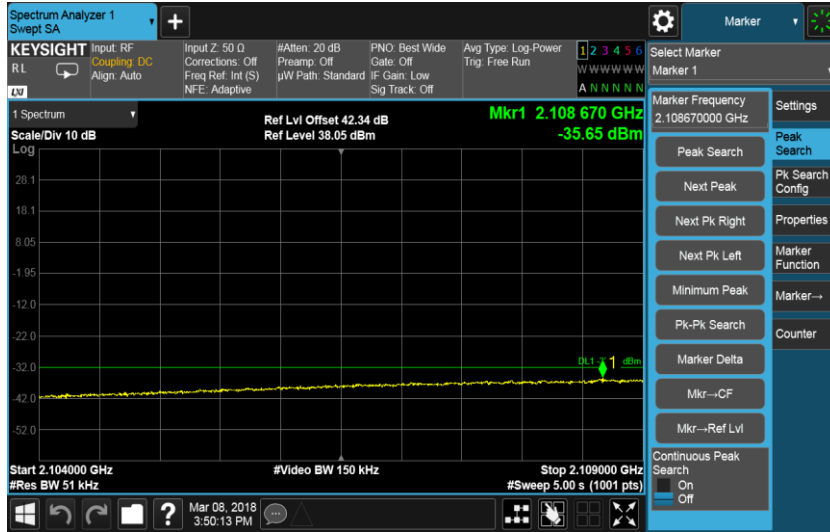 Spectrum Analyzer 1
Swept SA
Marker
KEYSIGHT
RL
LXI
Input: RF
Coupling: DC
Align: Auto
Input Z: 50 Ω
Corrections: Off
Freq Ref: Int (S)
NFE: Adaptive
#Atten: 20 dB
Preamp: Off
µW Path: Standard
PNO: Best Wide
Gate: Off
IF Gain: Low
Sig Track: Off
Avg Type: Log-Power
Trig: Free Run
1 2 3 4 5 6
W W W W W W
A N N N N N
Select Marker
Marker 1
1 Spectrum
Scale/Div 10 dB
Log
Ref Lvl Offset 42.34 dB
Ref Level 38.05 dBm
Mkr1 2.108 670 GHz
-35.65 dBm
28.1
18.1
8.05
-1.95
-12.0
-22.0
-32.0
-42.0
-52.0
1 dBm
Start 2.104000 GHz
#Res BW 51 kHz
#Video BW 150 kHz
Stop 2.109000 GHz
#Sweep 5.00 s (1001 pts)
Marker Frequency
2.108670000 GHz
Peak Search
Next Peak
Next Pk Right
Next Pk Left
Minimum Peak
Pk-Pk Search
Marker Delta
Mkr→CF
Mkr→Ref Lvl
Continuous Peak
Search
On
Off
Settings
Peak
Search
Pk Search
Config
Properties
Marker
Function
Marker→
Counter
?
Mar 08, 2018
3:50:13 PM